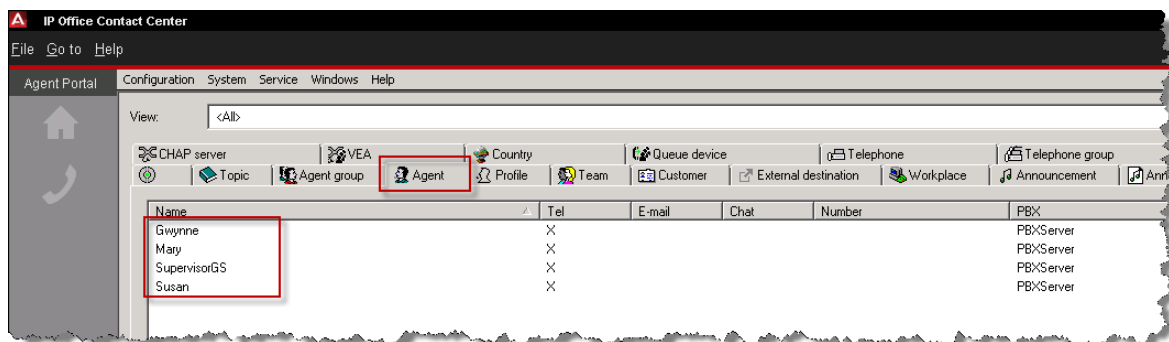 IP Office Contact Center
File Go to Help
Agent Portal Configuration System Service Windows Help
View: <All>
CHAP server VEA Country Queue device Telephone Telephone group
Topic Agent group Agent Profile Team Customer External destination Workplace Announcement Ann
Name Tel E-mail Chat Number PBX
Gwynne X PBXServer
Mary X PBXServer
SupervisorGS X PBXServer
Susan X PBXServer